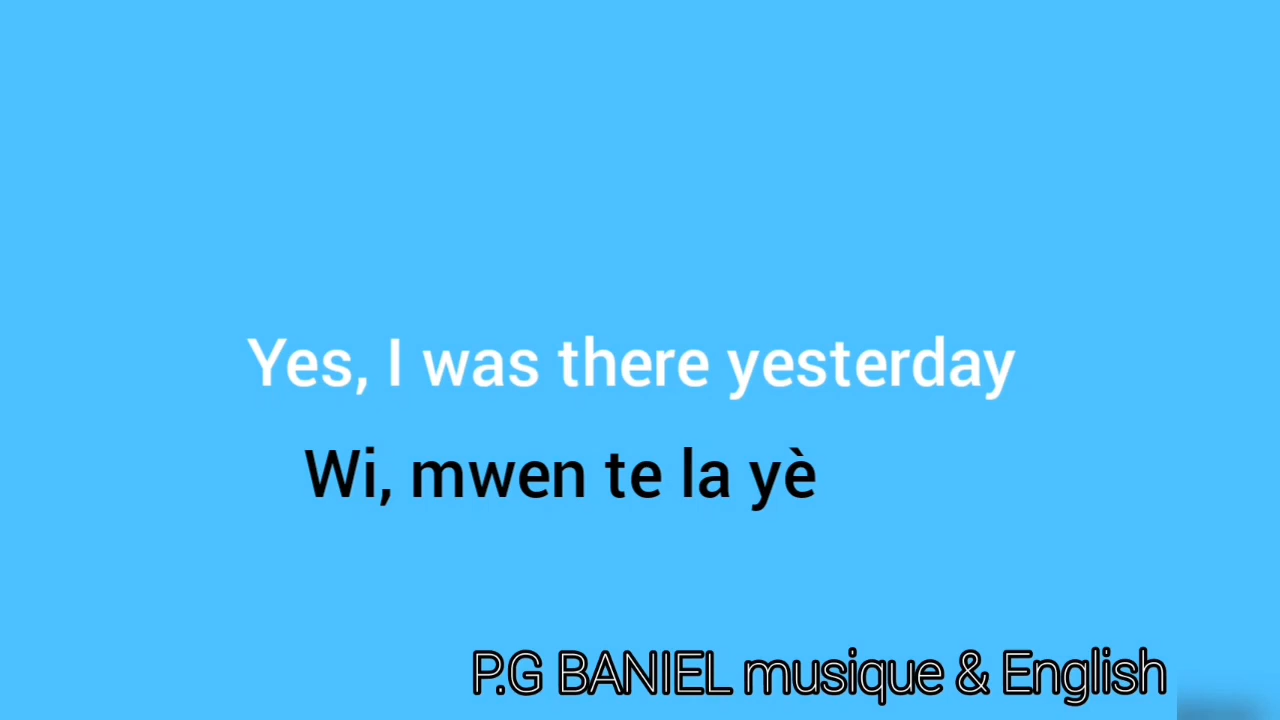 Yes, I was there yesterday
Wi, mwen te la yè
P.G BANIEL musique & English